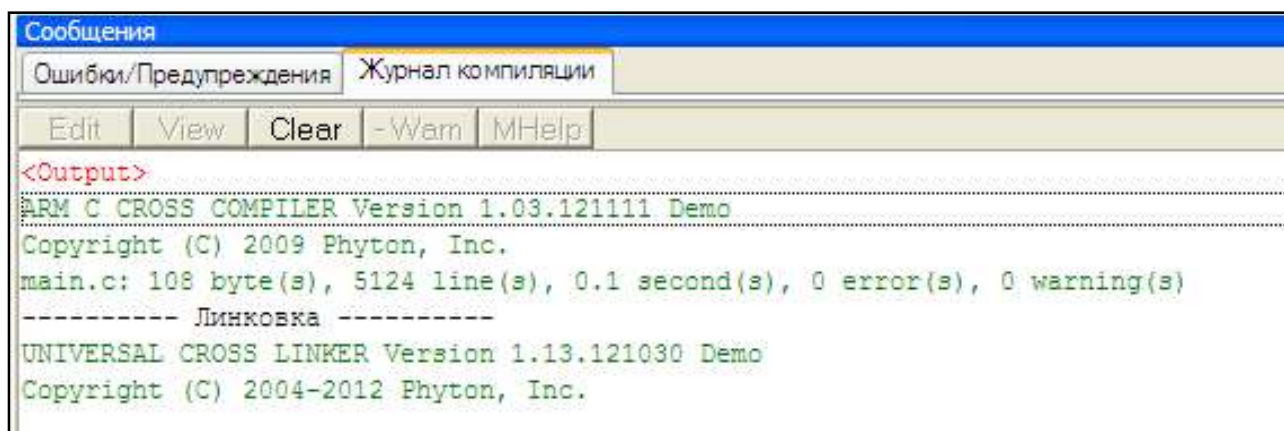 Сообщения
Ошибки/Предупреждения Журнал компиляции
Edit View Clear -Warn MHelp
<Output>
ARM C CROSS COMPILER Version 1.03.121111 Demo
Copyright (C) 2009 Phyton, Inc.
main.c: 108 byte(s), 5124 line(s), 0.1 second(s), 0 error(s), 0 warning(s)
---------- Линковка ----------
UNIVERSAL CROSS LINKER Version 1.13.121030 Demo
Copyright (C) 2004-2012 Phyton, Inc.